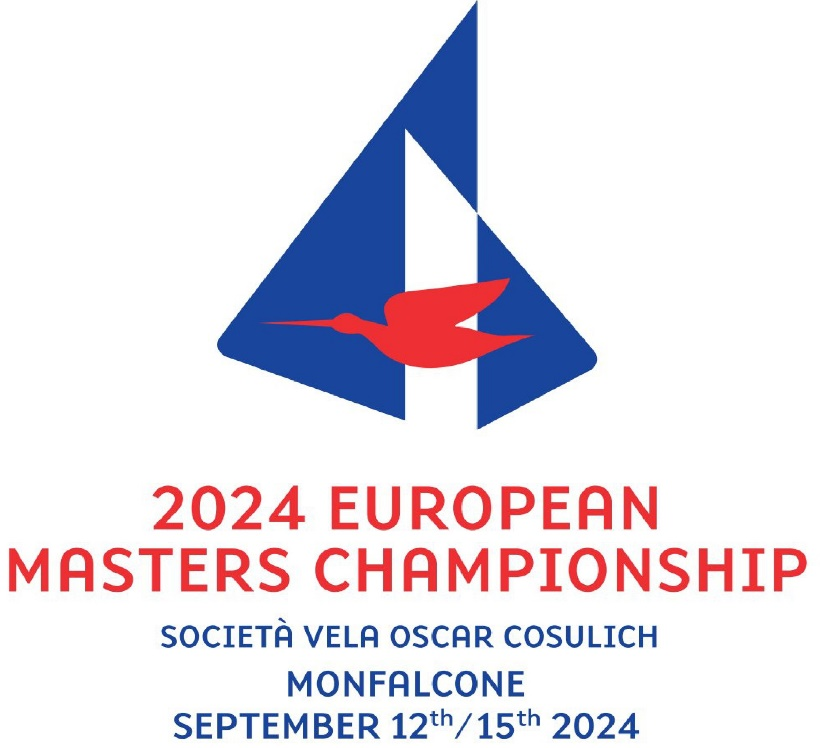 2024 EUROPEAN
MASTERS CHAMPIONSHIP
SOCIETÀ VELA OSCAR COSULICH
MONFALCONE
SEPTEMBER 12th/15th 2024